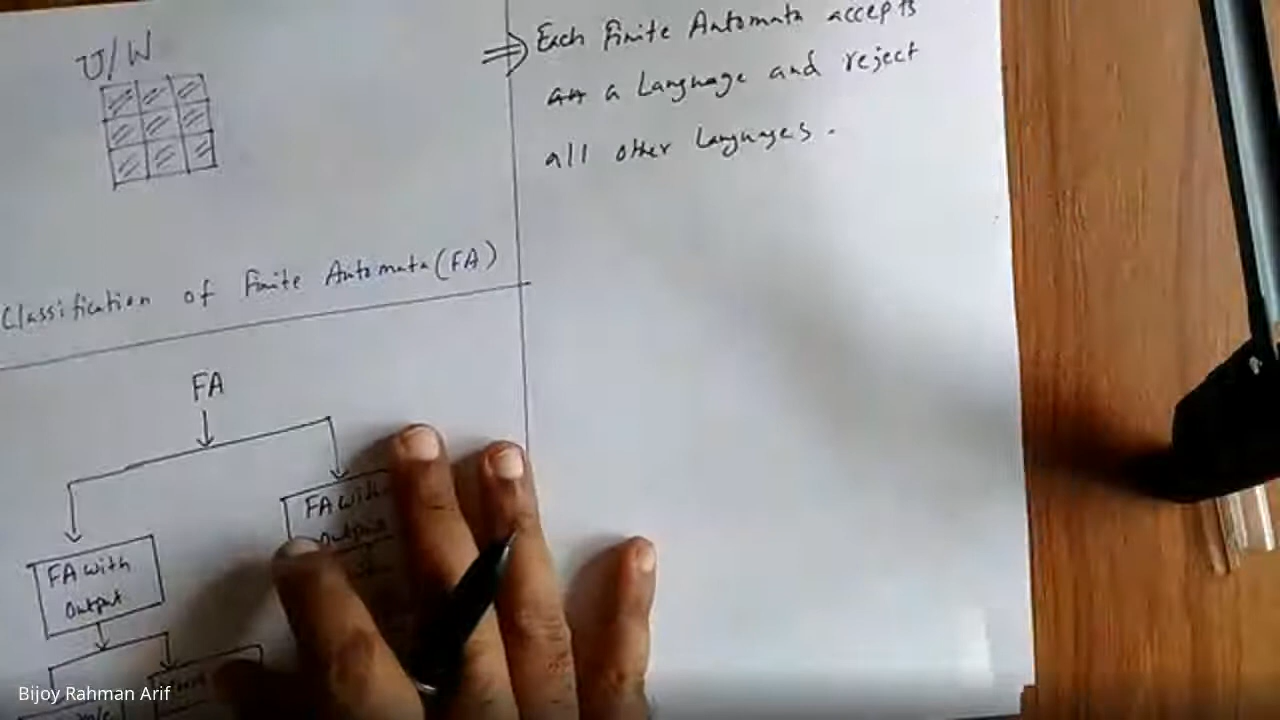 U/W
Each Finite Automata accepts
a Language and reject
all other Languages.
Classification of Finite Automata (FA)
FA
FA with
Output
FA with
Output
Bijoy Rahman Arif